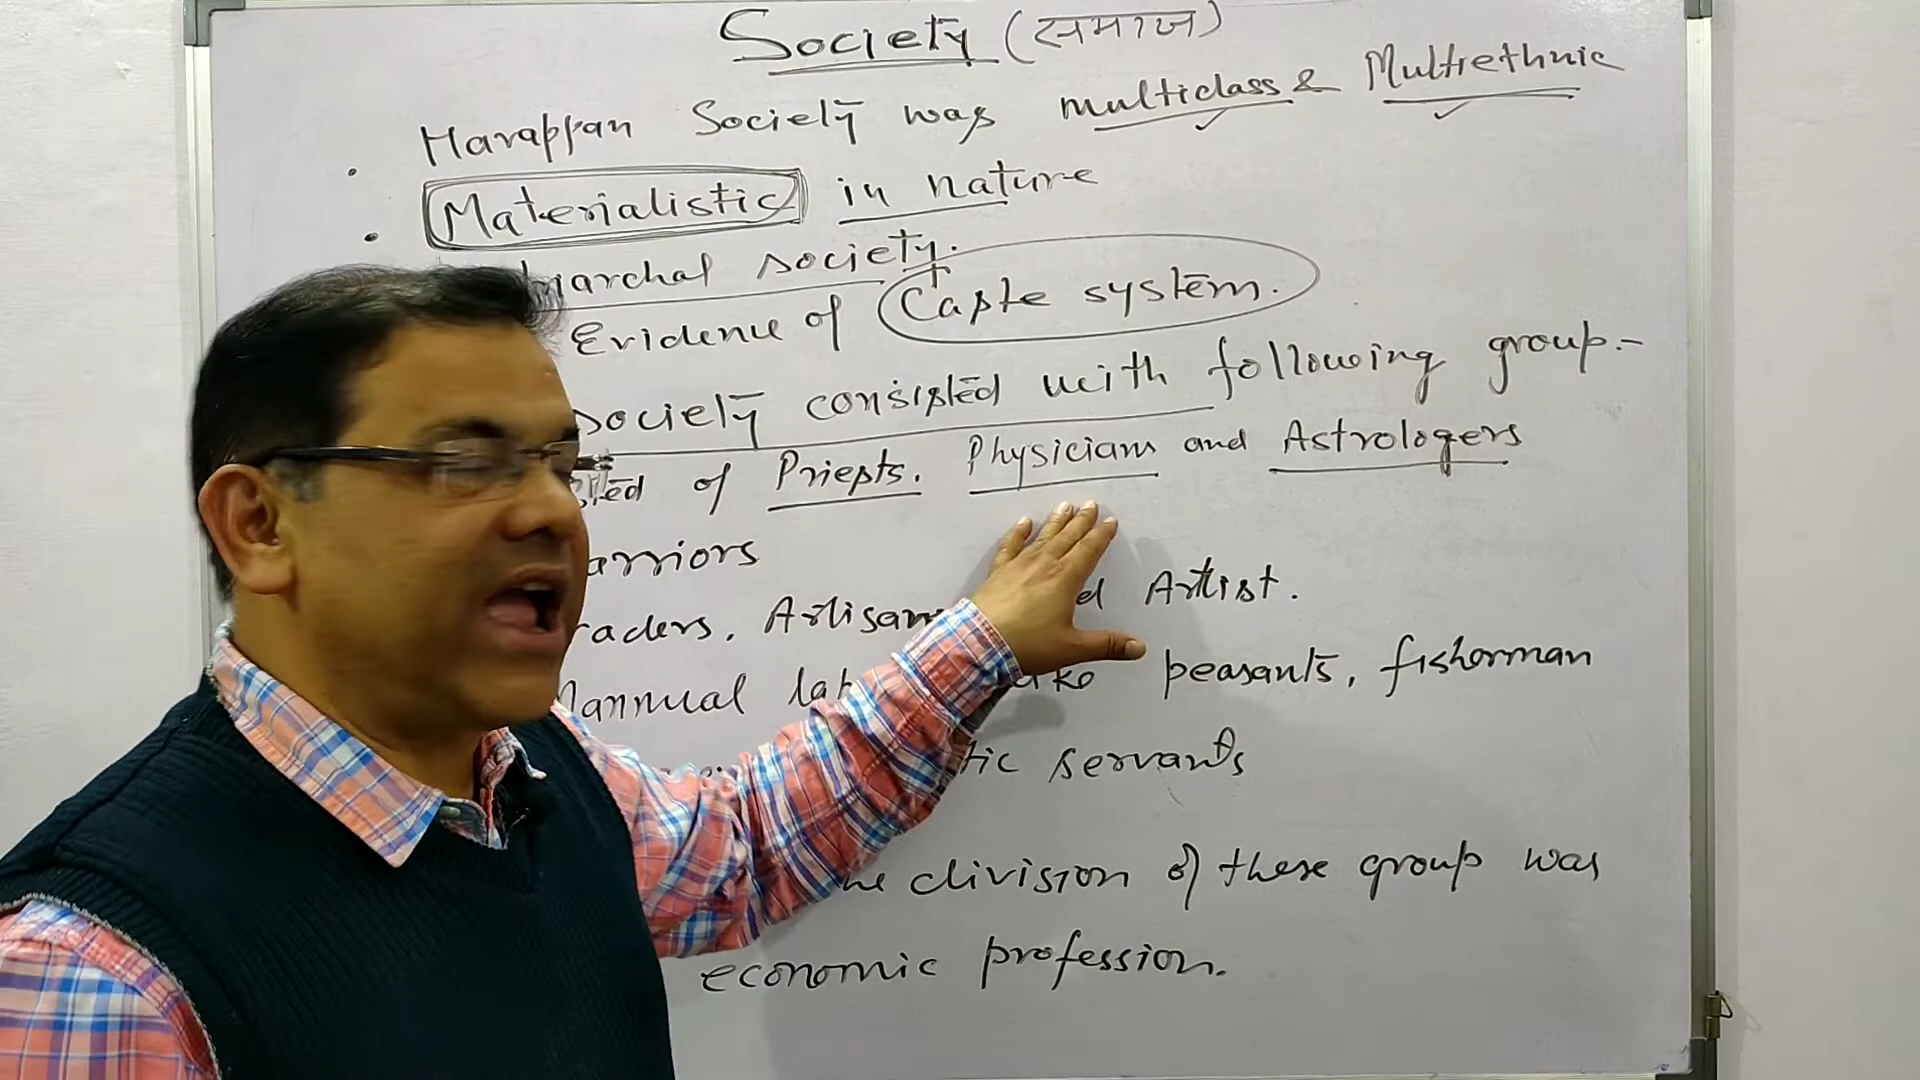 Society (समाज)
• Harappan Society was multiclass & Multiethnic
• Materialistic in nature
society.
Evidence of Caste system.
society consisted with following group:-
of Priests. Physicians and Astrologers
Artist.
peasants, fisherman
servants
division of these group was
economic profession.